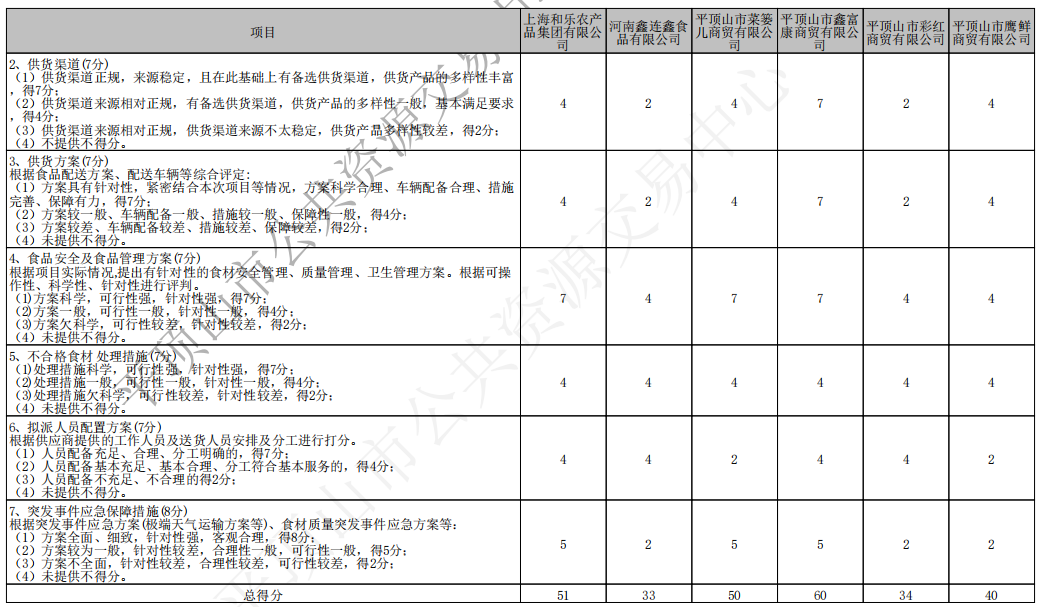 项目
上海和乐农产
品集团有限公
司
河南鑫连鑫食
品有限公司
平顶山市菜篓
儿商贸有限公
司
平顶山市鑫富
康商贸有限公
司
平顶山市彩红
商贸有限公司
平顶山市鹰鲜
商贸有限公司
2、供货渠道(7分)
（1）供货渠道正规，来源稳定，且在此基础上有备选供货渠道，供货产品的多样性丰富
，得7分；
（2）供货渠道来源相对正规，有备选供货渠道，供货产品的多样性一般，基本满足要求
，得4分；
（3）供货渠道来源相对正规，供货渠道来源不太稳定，供货产品多样性较差，得2分；
（4）不提供不得分。
4 2 4 7 2 4
3、供货方案(7分)
根据食品配送方案、配送车辆等综合评定：
（1）方案具有针对性，紧密结合本次项目等情况，方案科学合理、车辆配备合理、措施
完善、保障有力，得7分；
（2）方案较一般、车辆配备一般、措施较一般、保障性一般，得4分；
（3）方案较差、车辆配备较差、措施较差、保障较差，得2分；
（4）未提供不得分。
4 2 4 7 2 4
4、食品安全及食品管理方案(7分)
根据项目实际情况,提出有针对性的食材安全管理、质量管理、卫生管理方案。根据可操
作性、科学性、针对性进行评判。
(1)方案科学，可行性强，针对性强，得7分；
(2)方案一般，可行性一般，针对性一般，得4分；
(3)方案欠科学，可行性较差，针对性较差，得2分；
(4）未提供不得分。
7 4 7 7 4 4
5、不合格食材 处理措施(7分)
(1)处理措施科学，可行性强，针对性强，得7分；
(2)处理措施一般，可行性一般，针对性一般，得4分；
(3)处理措施欠科学，可行性较差，针对性较差，得2分；
(4）未提供不得分。
4 4 4 4 4 4
6、拟派人员配置方案(7分)
根据供应商提供的工作人员及送货人员安排及分工进行打分。
（1）人员配备充足、合理、分工明确的，得7分；
（2）人员配备基本充足、基本合理、分工符合基本服务的，得4分；
（3）人员配备不充足、不合理的得2分；
（4）未提供不得分。
4 4 2 4 4 2
7、突发事件应急保障措施(8分)
根据突发事件应急方案(极端天气运输方案等)、食材质量突发事件应急方案等：
（1）方案全面、细致，针对性强，客观合理，得8分；
（2）方案较为一般，针对性较差，合理性一般，可行性一般，得5分；
（3）方案不全面，针对性较差，合理性较差，可行性较差，得2分；
（4）未提供不得分。
5 2 5 5 2 2
总得分 51 33 50 60 34 40
平顶山市公共资源交易中心
平顶山市公共资源交易中心